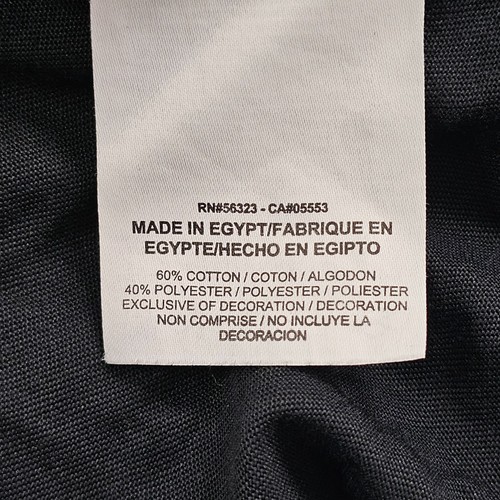 RN#56323 - CA#05553
MADE IN EGYPT/FABRIQUE EN
EGYPTE/HECHO EN EGIPTO
60% COTTON / COTON / ALGODON
40% POLYESTER / POLYESTER / POLIESTER
EXCLUSIVE OF DECORATION / DECORATION
NON COMPRISE / NO INCLUYE LA
DECORACION